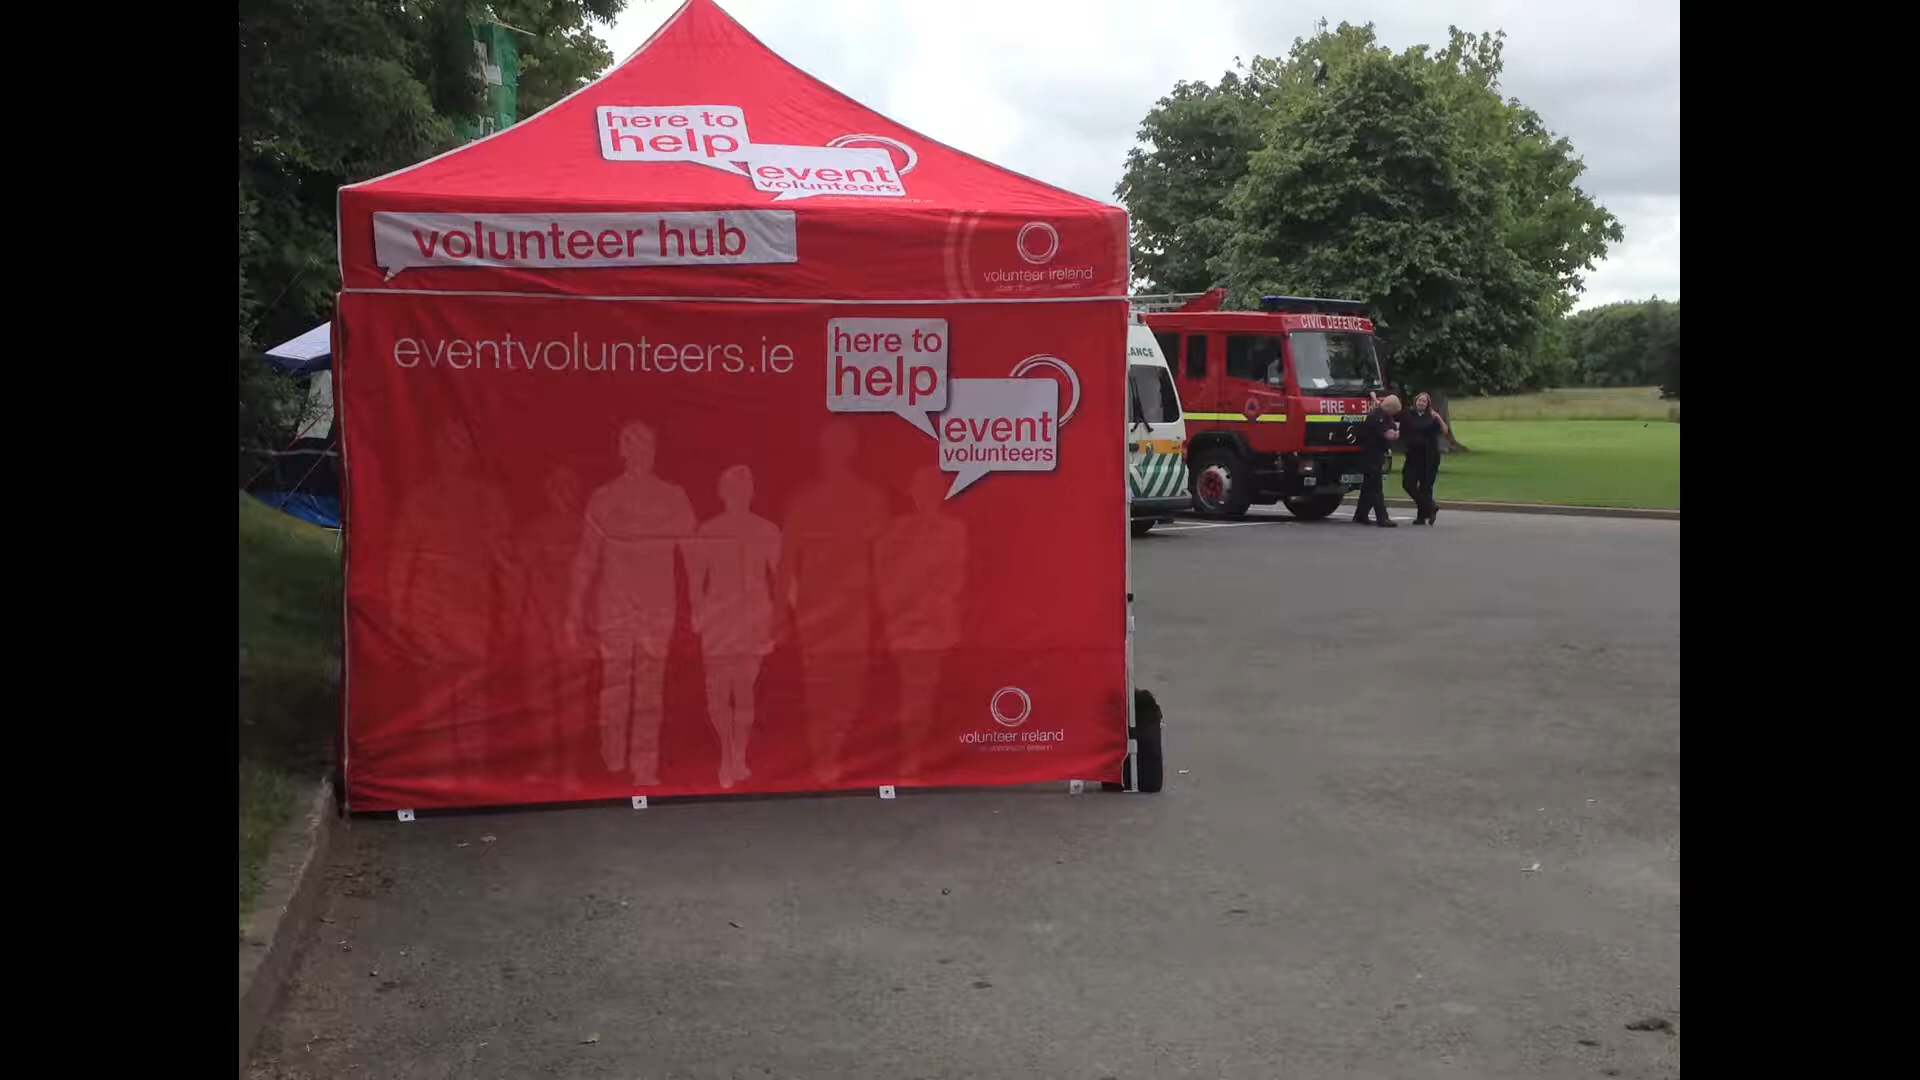 here to
help
event
volunteers
volunteer hub
volunteer ireland
eventvolunteers.ie
here to
help
event
volunteers
volunteer ireland
CIVIL DEFENCE
FIRE